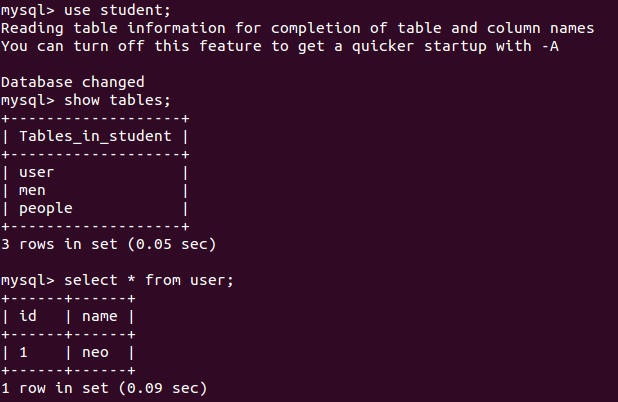 mysql> use student;
Reading table information for completion of table and column names
You can turn off this feature to get a quicker startup with -A

Database changed
mysql> show tables;
+-------------------+
| Tables_in_student |
+-------------------+
| user              |
| men               |
| people            |
+-------------------+
3 rows in set (0.05 sec)

mysql> select * from user;
+------+------+
| id   | name |
+------+------+
| 1    | neo  |
+------+------+
1 row in set (0.09 sec)